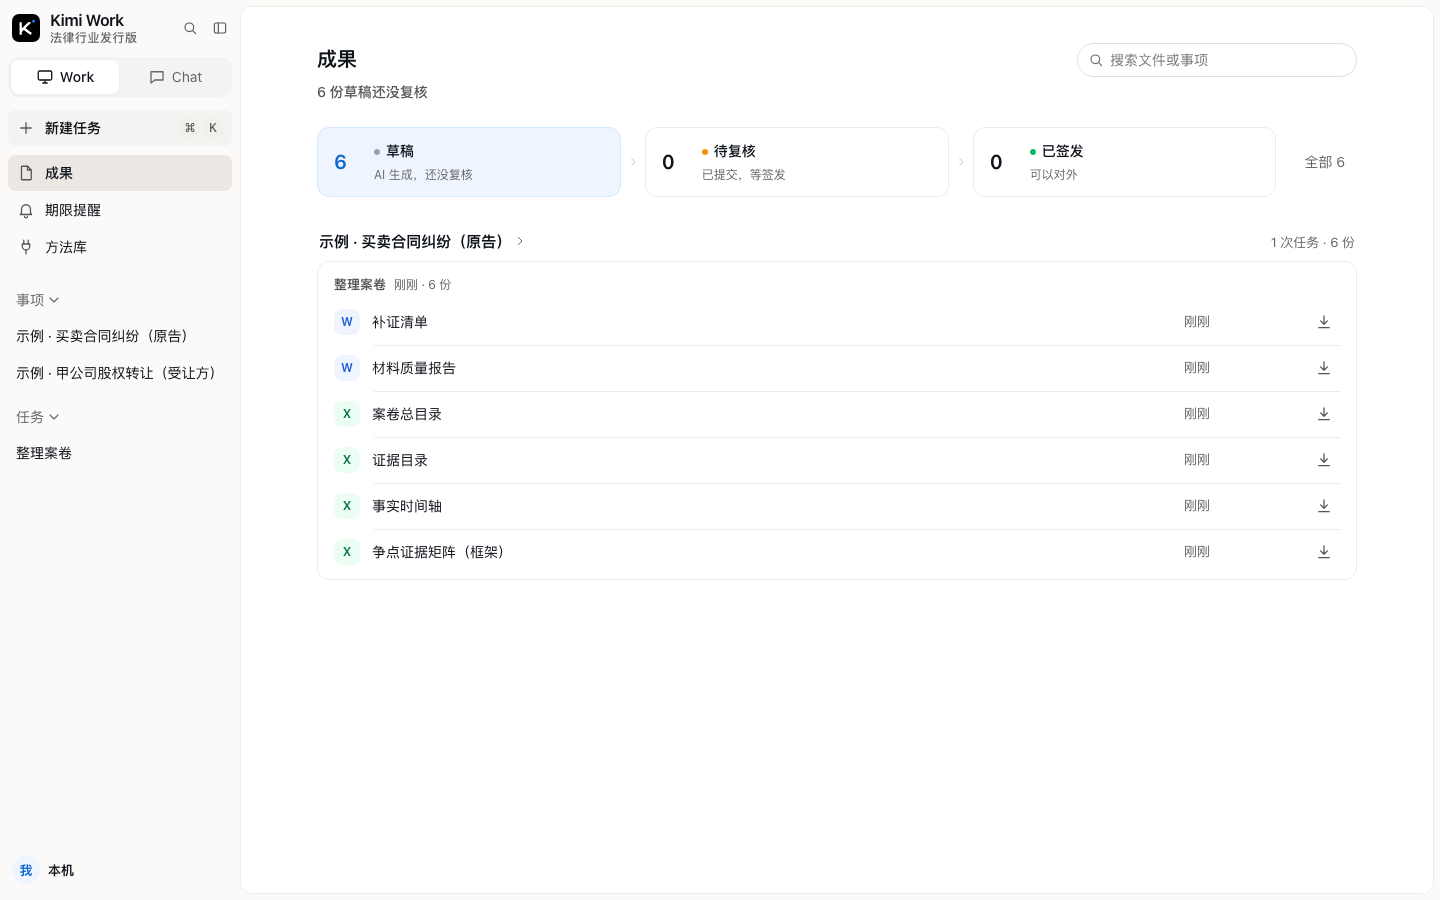 Kimi Work
法律行业发行版
Work
Chat
新建任务
⌘ K
成果
期限提醒
方法库
事项
示例 · 买卖合同纠纷（原告）
示例 · 甲公司股权转让（受让方）
任务
整理案卷
我
本机
成果
搜索文件或事项
6 份草稿还没复核
6
草稿
AI 生成，还没复核
0
待复核
已提交，等签发
0
已签发
可以对外
全部 6
示例 · 买卖合同纠纷（原告）
1 次任务 · 6 份
整理案卷 刚刚 · 6 份
W 补证清单 刚刚
W 材料质量报告 刚刚
X 案卷总目录 刚刚
X 证据目录 刚刚
X 事实时间轴 刚刚
X 争点证据矩阵（框架） 刚刚